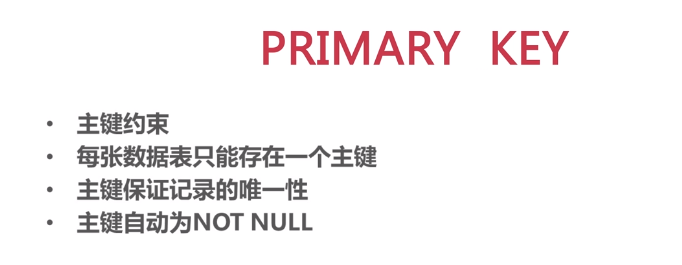 PRIMARY KEY
• 主键约束
• 每张数据表只能存在一个主键
• 主键保证记录的唯一性
• 主键自动为NOT NULL